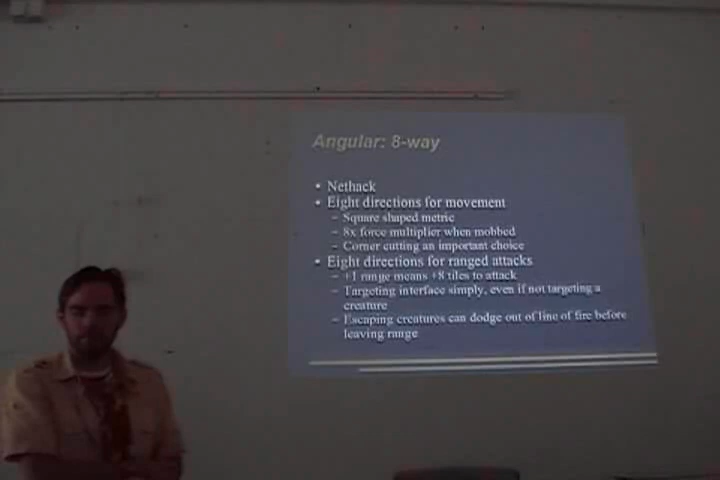 Angular: 8-way
• Nethack
• Eight directions for movement
– Square shaped metric
– 8x force multiplier when mobbed
– Corner cutting an important choice
• Eight directions for ranged attacks
– +1 range means +8 tiles to attack
– Targeting interface simply, even if not targeting a
creature
– Escaping creatures can dodge out of line of fire before
leaving range